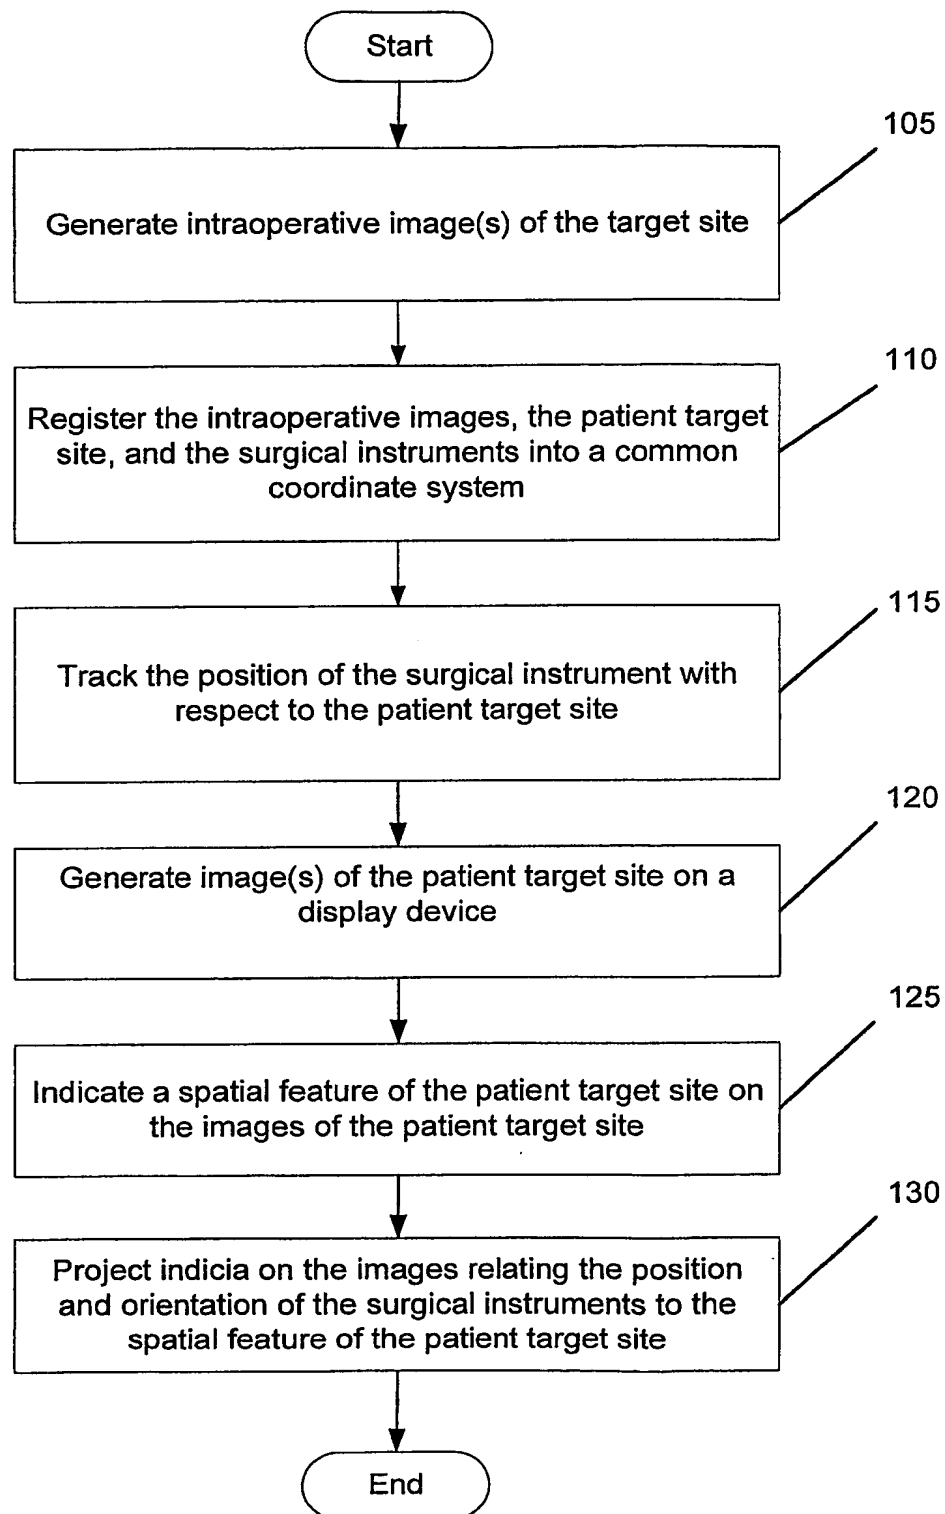 Start
105
Generate intraoperative image(s) of the target site
110
Register the intraoperative images, the patient target
site, and the surgical instruments into a common
coordinate system
115
Track the position of the surgical instrument with
respect to the patient target site
120
Generate image(s) of the patient target site on a
display device
125
Indicate a spatial feature of the patient target site on
the images of the patient target site
130
Project indicia on the images relating the position
and orientation of the surgical instruments to the
spatial feature of the patient target site
End